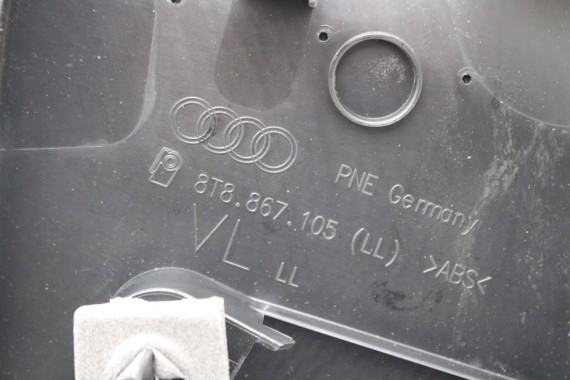 PNE Germany
8T8.867.105 (LL) >ABS<
VL LL